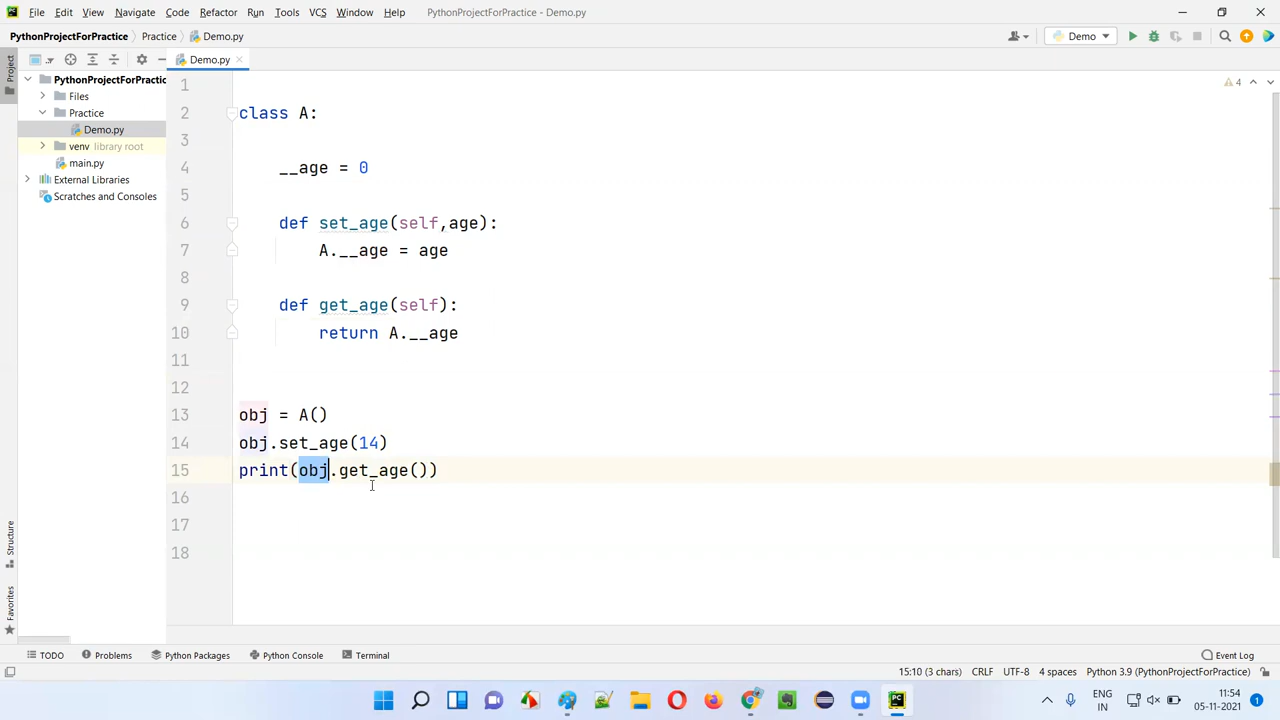 File Edit View Navigate Code Refactor Run Tools VCS Window Help PythonProjectForPractice - Demo.py
PythonProjectForPractice Practice Demo.py Demo
Project
Demo.py
4
PythonProjectForPractic
Files
Practice
Demo.py
venv library root
main.py
External Libraries
Scratches and Consoles
1
2 class A:
3
4 __age = 0
5
6 def set_age(self,age):
7 A.__age = age
8
9 def get_age(self):
10 return A.__age
11
12
13 obj = A()
14 obj.set_age(14)
15 print(obj.get_age())
16
17
18
Structure
Favorites
TODO Problems Python Packages Python Console Terminal Event Log
15:10 (3 chars) CRLF UTF-8 4 spaces Python 3.9 (PythonProjectForPractice)
ENG
IN
11:54
05-11-2021
1